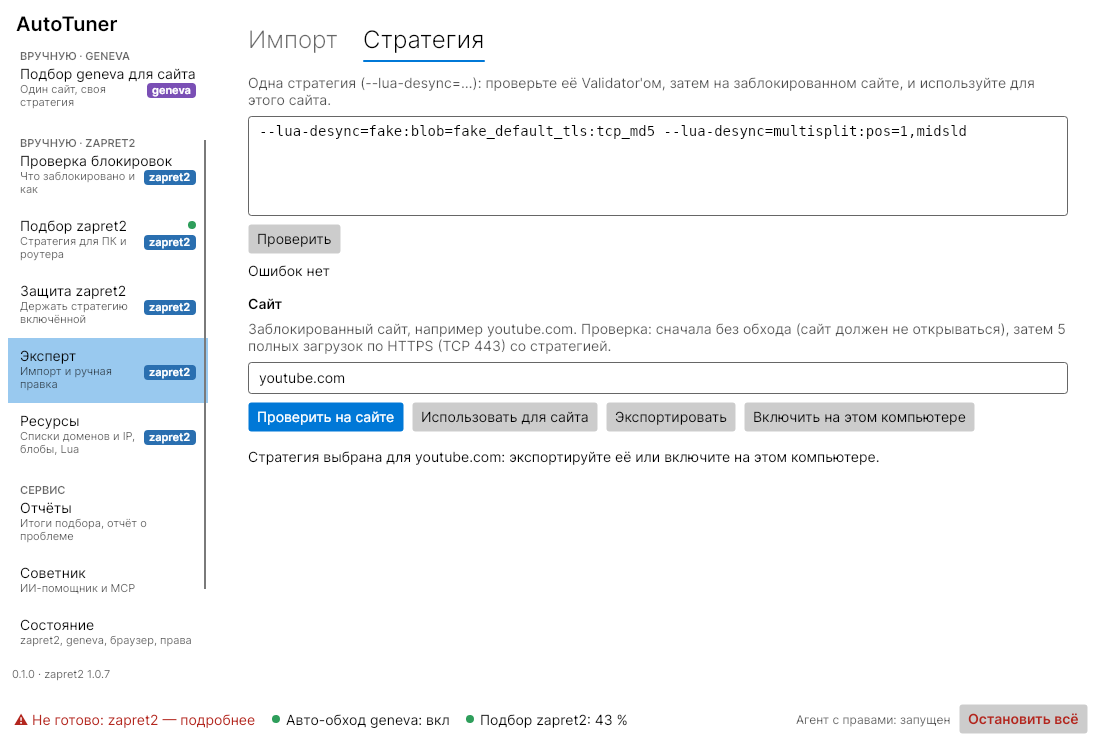 AutoTuner
ВРУЧНУЮ · GENEVA
Подбор geneva для сайта
Один сайт, своя
стратегия
geneva
ВРУЧНУЮ · ZAPRET2
Проверка блокировок
Что заблокировано и
как
zapret2
Подбор zapret2
Стратегия для ПК и
роутера
zapret2
Защита zapret2
Держать стратегию
включённой
zapret2
Эксперт
Импорт и ручная
правка
zapret2
Ресурсы
Списки доменов и IP,
блобы, Lua
zapret2
СЕРВИС
Отчёты
Итоги подбора, отчёт о
проблеме
Советник
ИИ-помощник и MCP
Состояние
zapret2, geneva, браузер, права
0.1.0 · zapret2 1.0.7
Импорт Стратегия
Одна стратегия (--lua-desync=...): проверьте её Validator'ом, затем на заблокированном сайте, и используйте для
этого сайта.
--lua-desync=fake:blob=fake_default_tls:tcp_md5 --lua-desync=multisplit:pos=1,midsld
Проверить
Ошибок нет
Сайт
Заблокированный сайт, например youtube.com. Проверка: сначала без обхода (сайт должен не открываться), затем 5
полных загрузок по HTTPS (TCP 443) со стратегией.
youtube.com
Проверить на сайте Использовать для сайта Экспортировать Включить на этом компьютере
Стратегия выбрана для youtube.com: экспортируйте её или включите на этом компьютере.
Не готово: zapret2 — подробнее Авто-обход geneva: вкл Подбор zapret2: 43 % Агент с правами: запущен Остановить всё